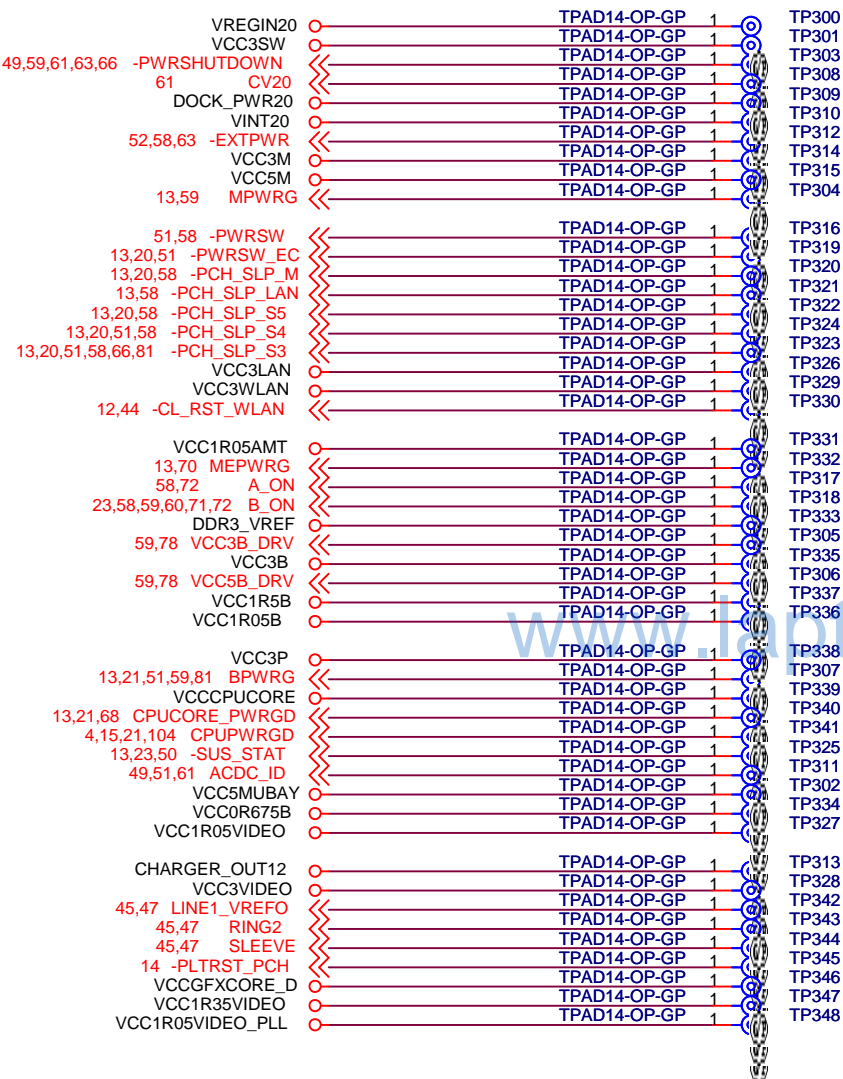 VREGIN20 TPAD14-OP-GP 1 TP300
VCC3SW TPAD14-OP-GP 1 TP301
49,59,61,63,66 -PWRSHUTDOWN TPAD14-OP-GP 1 TP303
61 CV20 TPAD14-OP-GP 1 TP308
DOCK_PWR20 TPAD14-OP-GP 1 TP309
VINT20 TPAD14-OP-GP 1 TP310
52,58,63 -EXTPWR TPAD14-OP-GP 1 TP312
VCC3M TPAD14-OP-GP 1 TP314
VCC5M TPAD14-OP-GP 1 TP315
13,59 MPWRG TPAD14-OP-GP 1 TP304
51,58 -PWRSW TPAD14-OP-GP 1 TP316
13,20,51 -PWRSW_EC TPAD14-OP-GP 1 TP319
13,20,58 -PCH_SLP_M TPAD14-OP-GP 1 TP320
13,58 -PCH_SLP_LAN TPAD14-OP-GP 1 TP321
13,20,58 -PCH_SLP_S5 TPAD14-OP-GP 1 TP322
13,20,51,58 -PCH_SLP_S4 TPAD14-OP-GP 1 TP324
13,20,51,58,66,81 -PCH_SLP_S3 TPAD14-OP-GP 1 TP323
VCC3LAN TPAD14-OP-GP 1 TP326
VCC3WLAN TPAD14-OP-GP 1 TP329
12,44 -CL_RST_WLAN TPAD14-OP-GP 1 TP330
VCC1R05AMT TPAD14-OP-GP 1 TP331
13,70 MEPWRG TPAD14-OP-GP 1 TP332
58,72 A_ON TPAD14-OP-GP 1 TP317
23,58,59,60,71,72 B_ON TPAD14-OP-GP 1 TP318
DDR3_VREF TPAD14-OP-GP 1 TP333
59,78 VCC3B_DRV TPAD14-OP-GP 1 TP305
VCC3B TPAD14-OP-GP 1 TP335
59,78 VCC5B_DRV TPAD14-OP-GP 1 TP306
VCC1R5B TPAD14-OP-GP 1 TP337
VCC1R05B TPAD14-OP-GP 1 TP336
VCC3P TPAD14-OP-GP 1 TP338
13,21,51,59,81 BPWRG TPAD14-OP-GP 1 TP307
VCCCPUCORE TPAD14-OP-GP 1 TP339
13,21,68 CPUCORE_PWRGD TPAD14-OP-GP 1 TP340
4,15,21,104 CPUPWRGD TPAD14-OP-GP 1 TP341
13,23,50 -SUS_STAT TPAD14-OP-GP 1 TP325
49,51,61 ACDC_ID TPAD14-OP-GP 1 TP311
VCC5MUBAY TPAD14-OP-GP 1 TP302
VCC0R675B TPAD14-OP-GP 1 TP334
VCC1R05VIDEO TPAD14-OP-GP 1 TP327
CHARGER_OUT12 TPAD14-OP-GP 1 TP313
VCC3VIDEO TPAD14-OP-GP 1 TP328
45,47 LINE1_VREFO TPAD14-OP-GP 1 TP342
45,47 RING2 TPAD14-OP-GP 1 TP343
45,47 SLEEVE TPAD14-OP-GP 1 TP344
14 -PLTRST_PCH TPAD14-OP-GP 1 TP345
VCCGFXCORE_D TPAD14-OP-GP 1 TP346
VCC1R35VIDEO TPAD14-OP-GP 1 TP347
VCC1R05VIDEO_PLL TPAD14-OP-GP 1 TP348